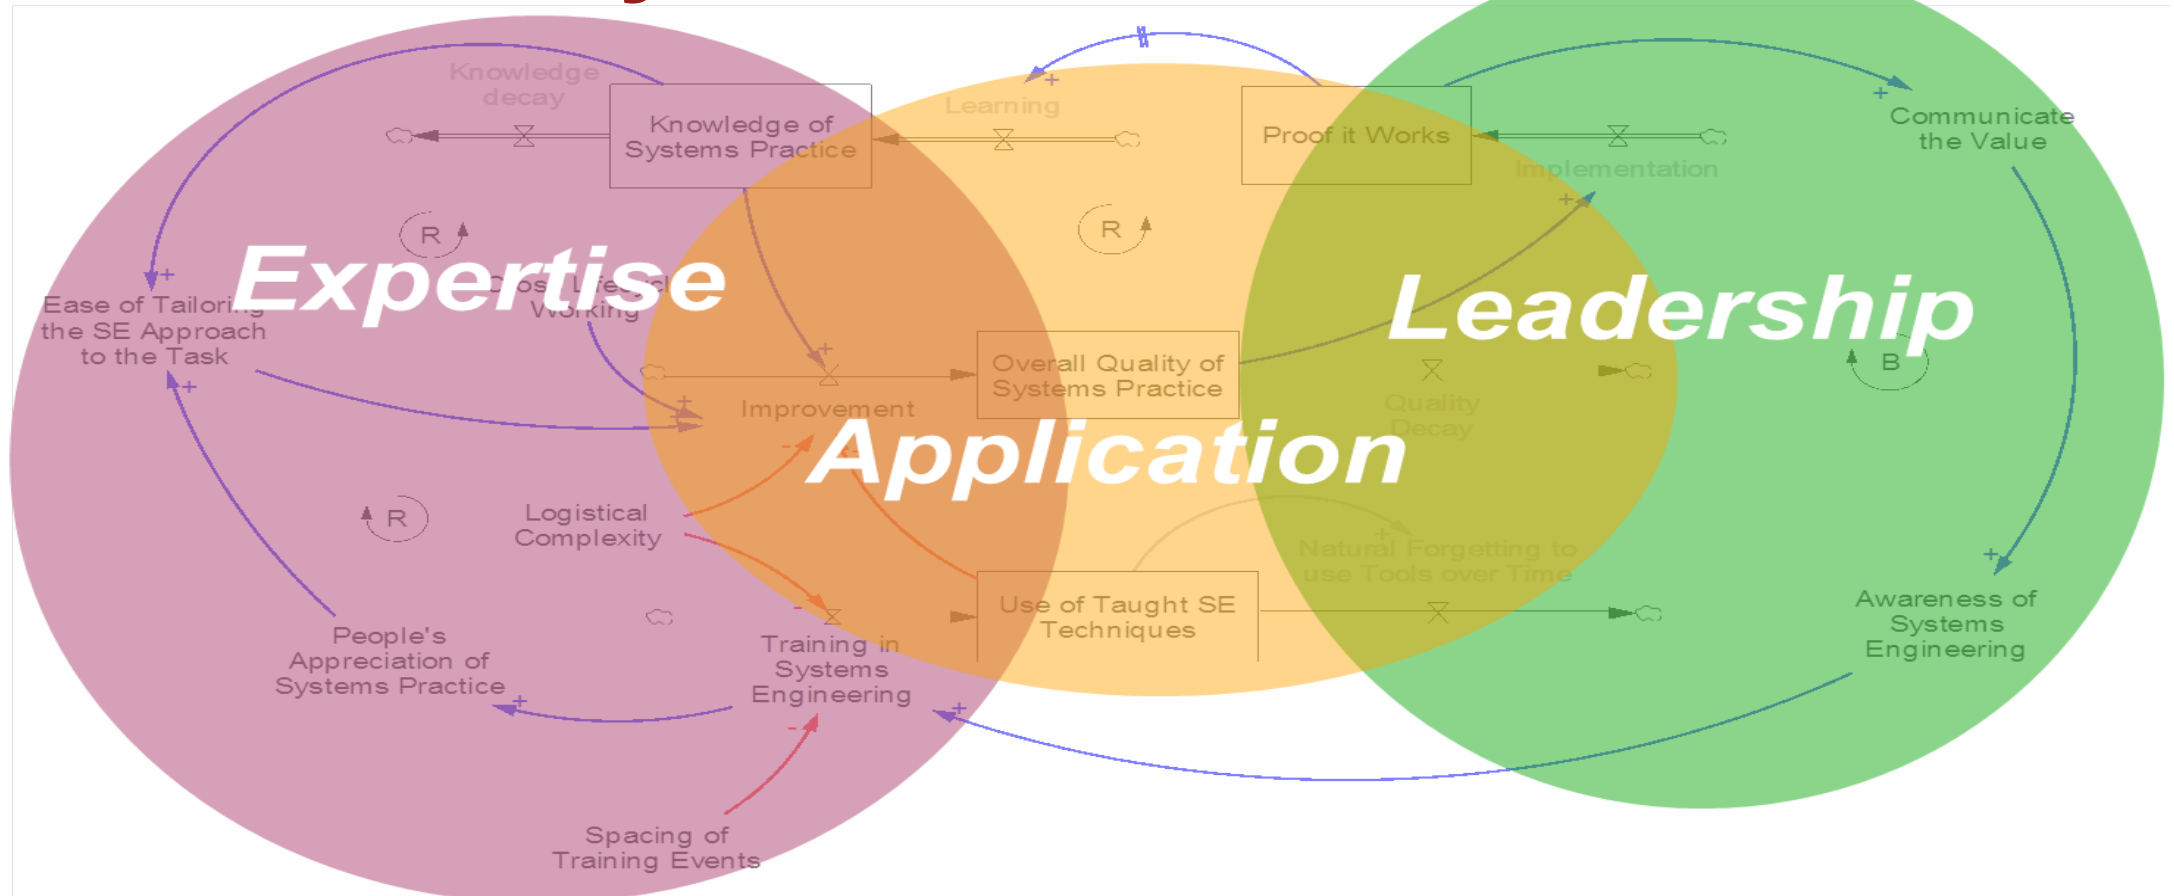 Knowledge
decay
Knowledge of
Systems Practice
Learning
+
Proof it Works
Implementation
+
+
Communicate
the Value
R
R
Expertise
Leadership
+
Ease of Tailoring
the SE Approach
to the Task
+
Cross Lifecycle
Working
+
+
+
Improvement
Overall Quality of
Systems Practice
Quality
Decay
B
Application
-
-
R
Logistical
Complexity
-
+
Natural Forgetting to
use Tools over Time
Use of Taught SE
Techniques
+
Awareness of
Systems
Engineering
People's
Appreciation of
Systems Practice
+
Training in
Systems
Engineering
+
-
Spacing of
Training Events